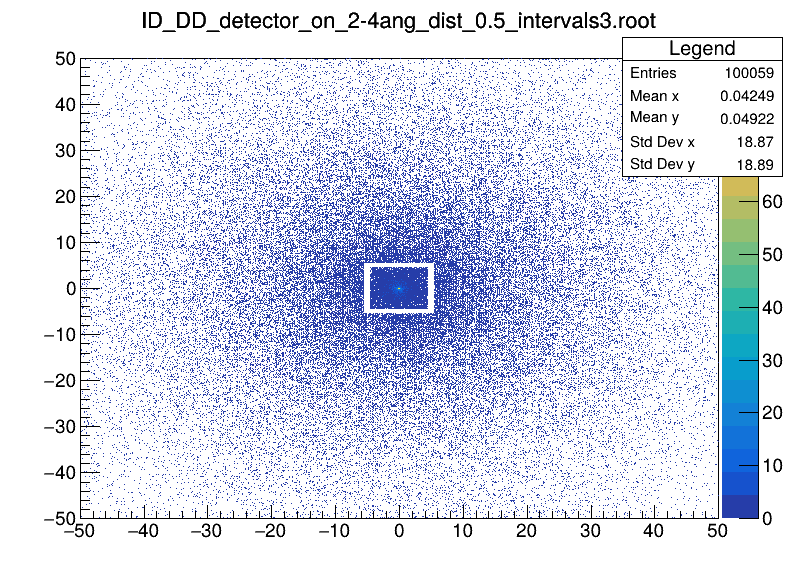 ID_DD_detector_on_2-4ang_dist_0.5_intervals3.root
Legend
Entries 100059
Mean x 0.04249
Mean y 0.04922
Std Dev x 18.87
Std Dev y 18.89
50
40
30
20
10
0
−10
−20
−30
−40
−50
60
50
40
30
20
10
0
−50 −40 −30 −20 −10 0 10 20 30 40 50